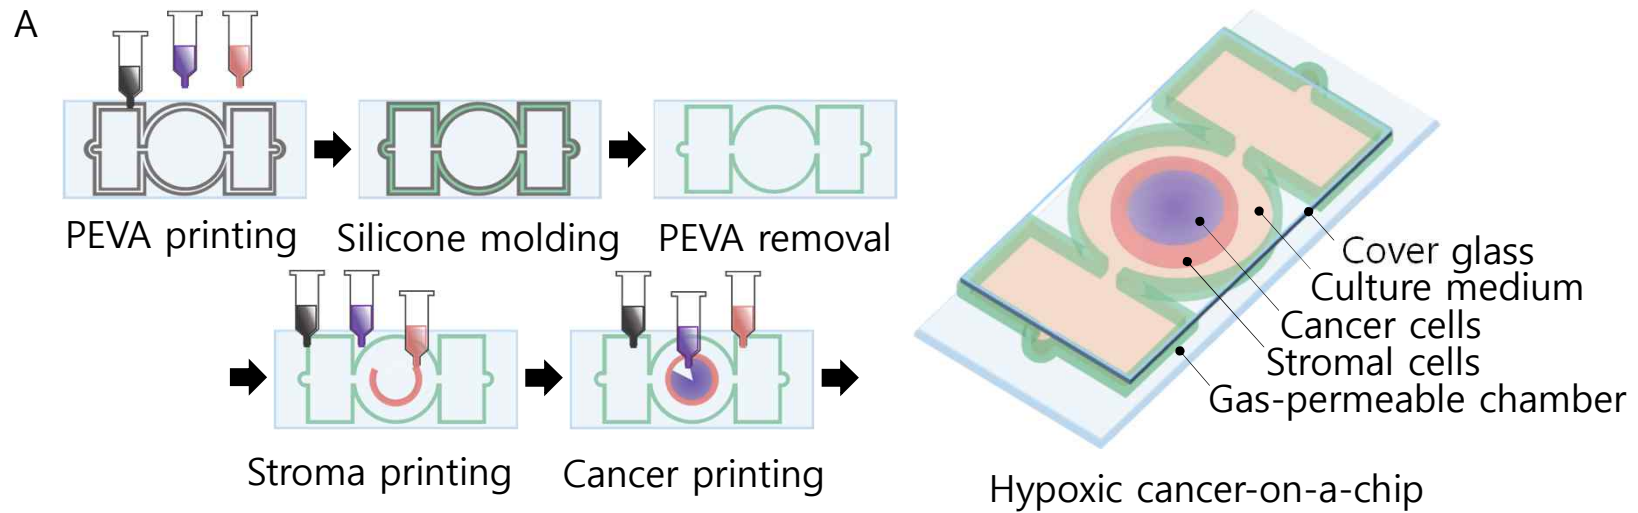 A
PEVA printing
Silicone molding
PEVA removal
Stroma printing
Cancer printing
Cover glass
Culture medium
Cancer cells
Stromal cells
Gas-permeable chamber
Hypoxic cancer-on-a-chip